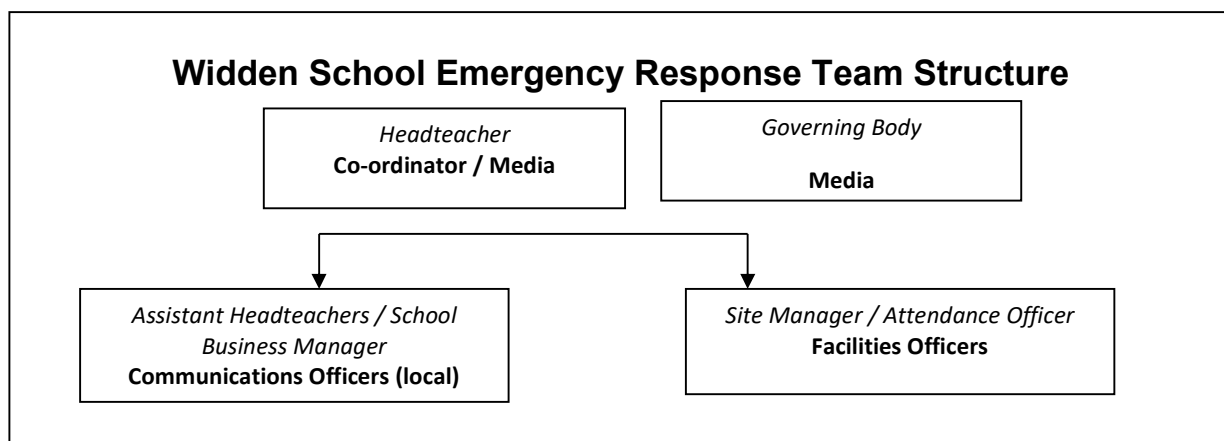 Widden School Emergency Response Team Structure
Headteacher
Co-ordinator / Media
Governing Body
Media
Assistant Headteachers / School
Business Manager
Communications Officers (local)
Site Manager / Attendance Officer
Facilities Officers